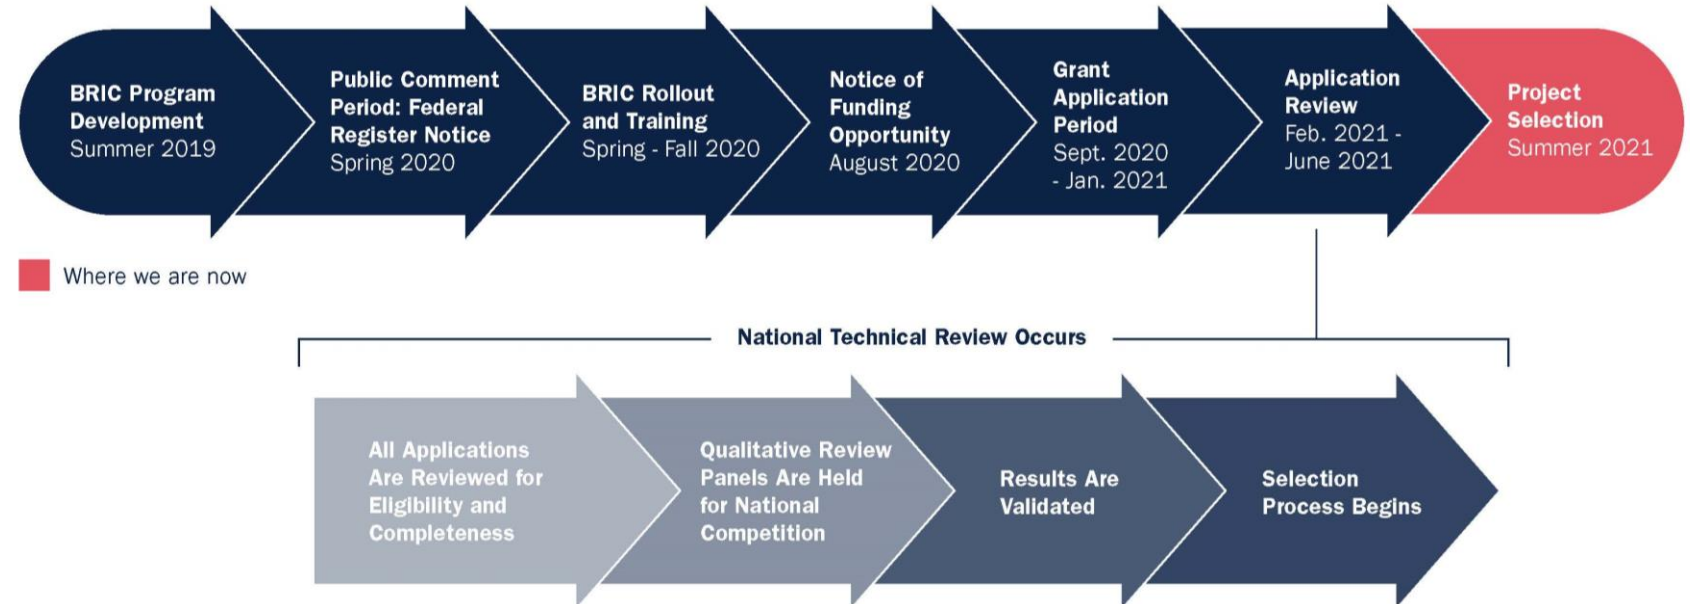 BRIC Program
Development
Summer 2019
Public Comment
Period: Federal
Register Notice
Spring 2020
BRIC Rollout
and Training
Spring - Fall 2020
Notice of
Funding
Opportunity
August 2020
Grant
Application
Period
Sept. 2020
- Jan. 2021
Application
Review
Feb. 2021 -
June 2021
Project
Selection
Summer 2021
Where we are now
National Technical Review Occurs
All Applications
Are Reviewed for
Eligibility and
Completeness
Qualitative Review
Panels Are Held
for National
Competition
Results Are
Validated
Selection
Process Begins